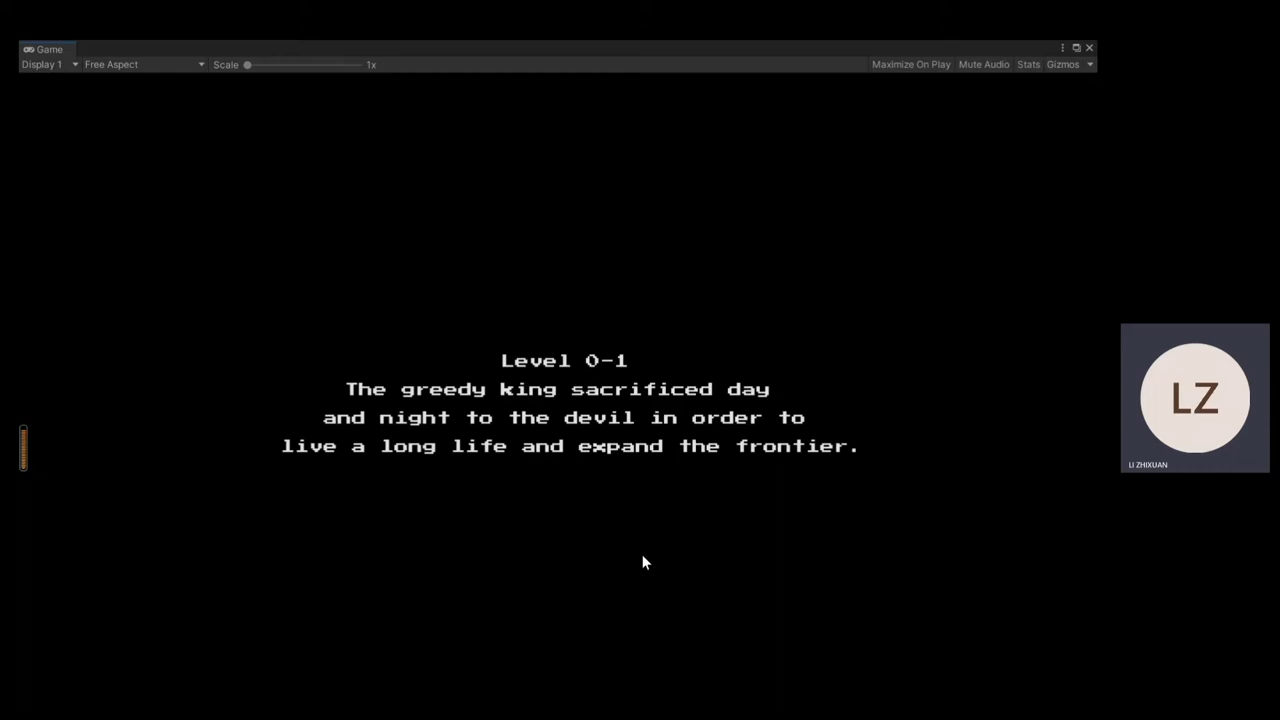 Game
Display 1 Free Aspect Scale 1x Maximize On Play Mute Audio Stats Gizmos
Level 0-1
The greedy king sacrificed day
and night to the devil in order to
live a long life and expand the frontier.
LZ
LI ZHIXUAN